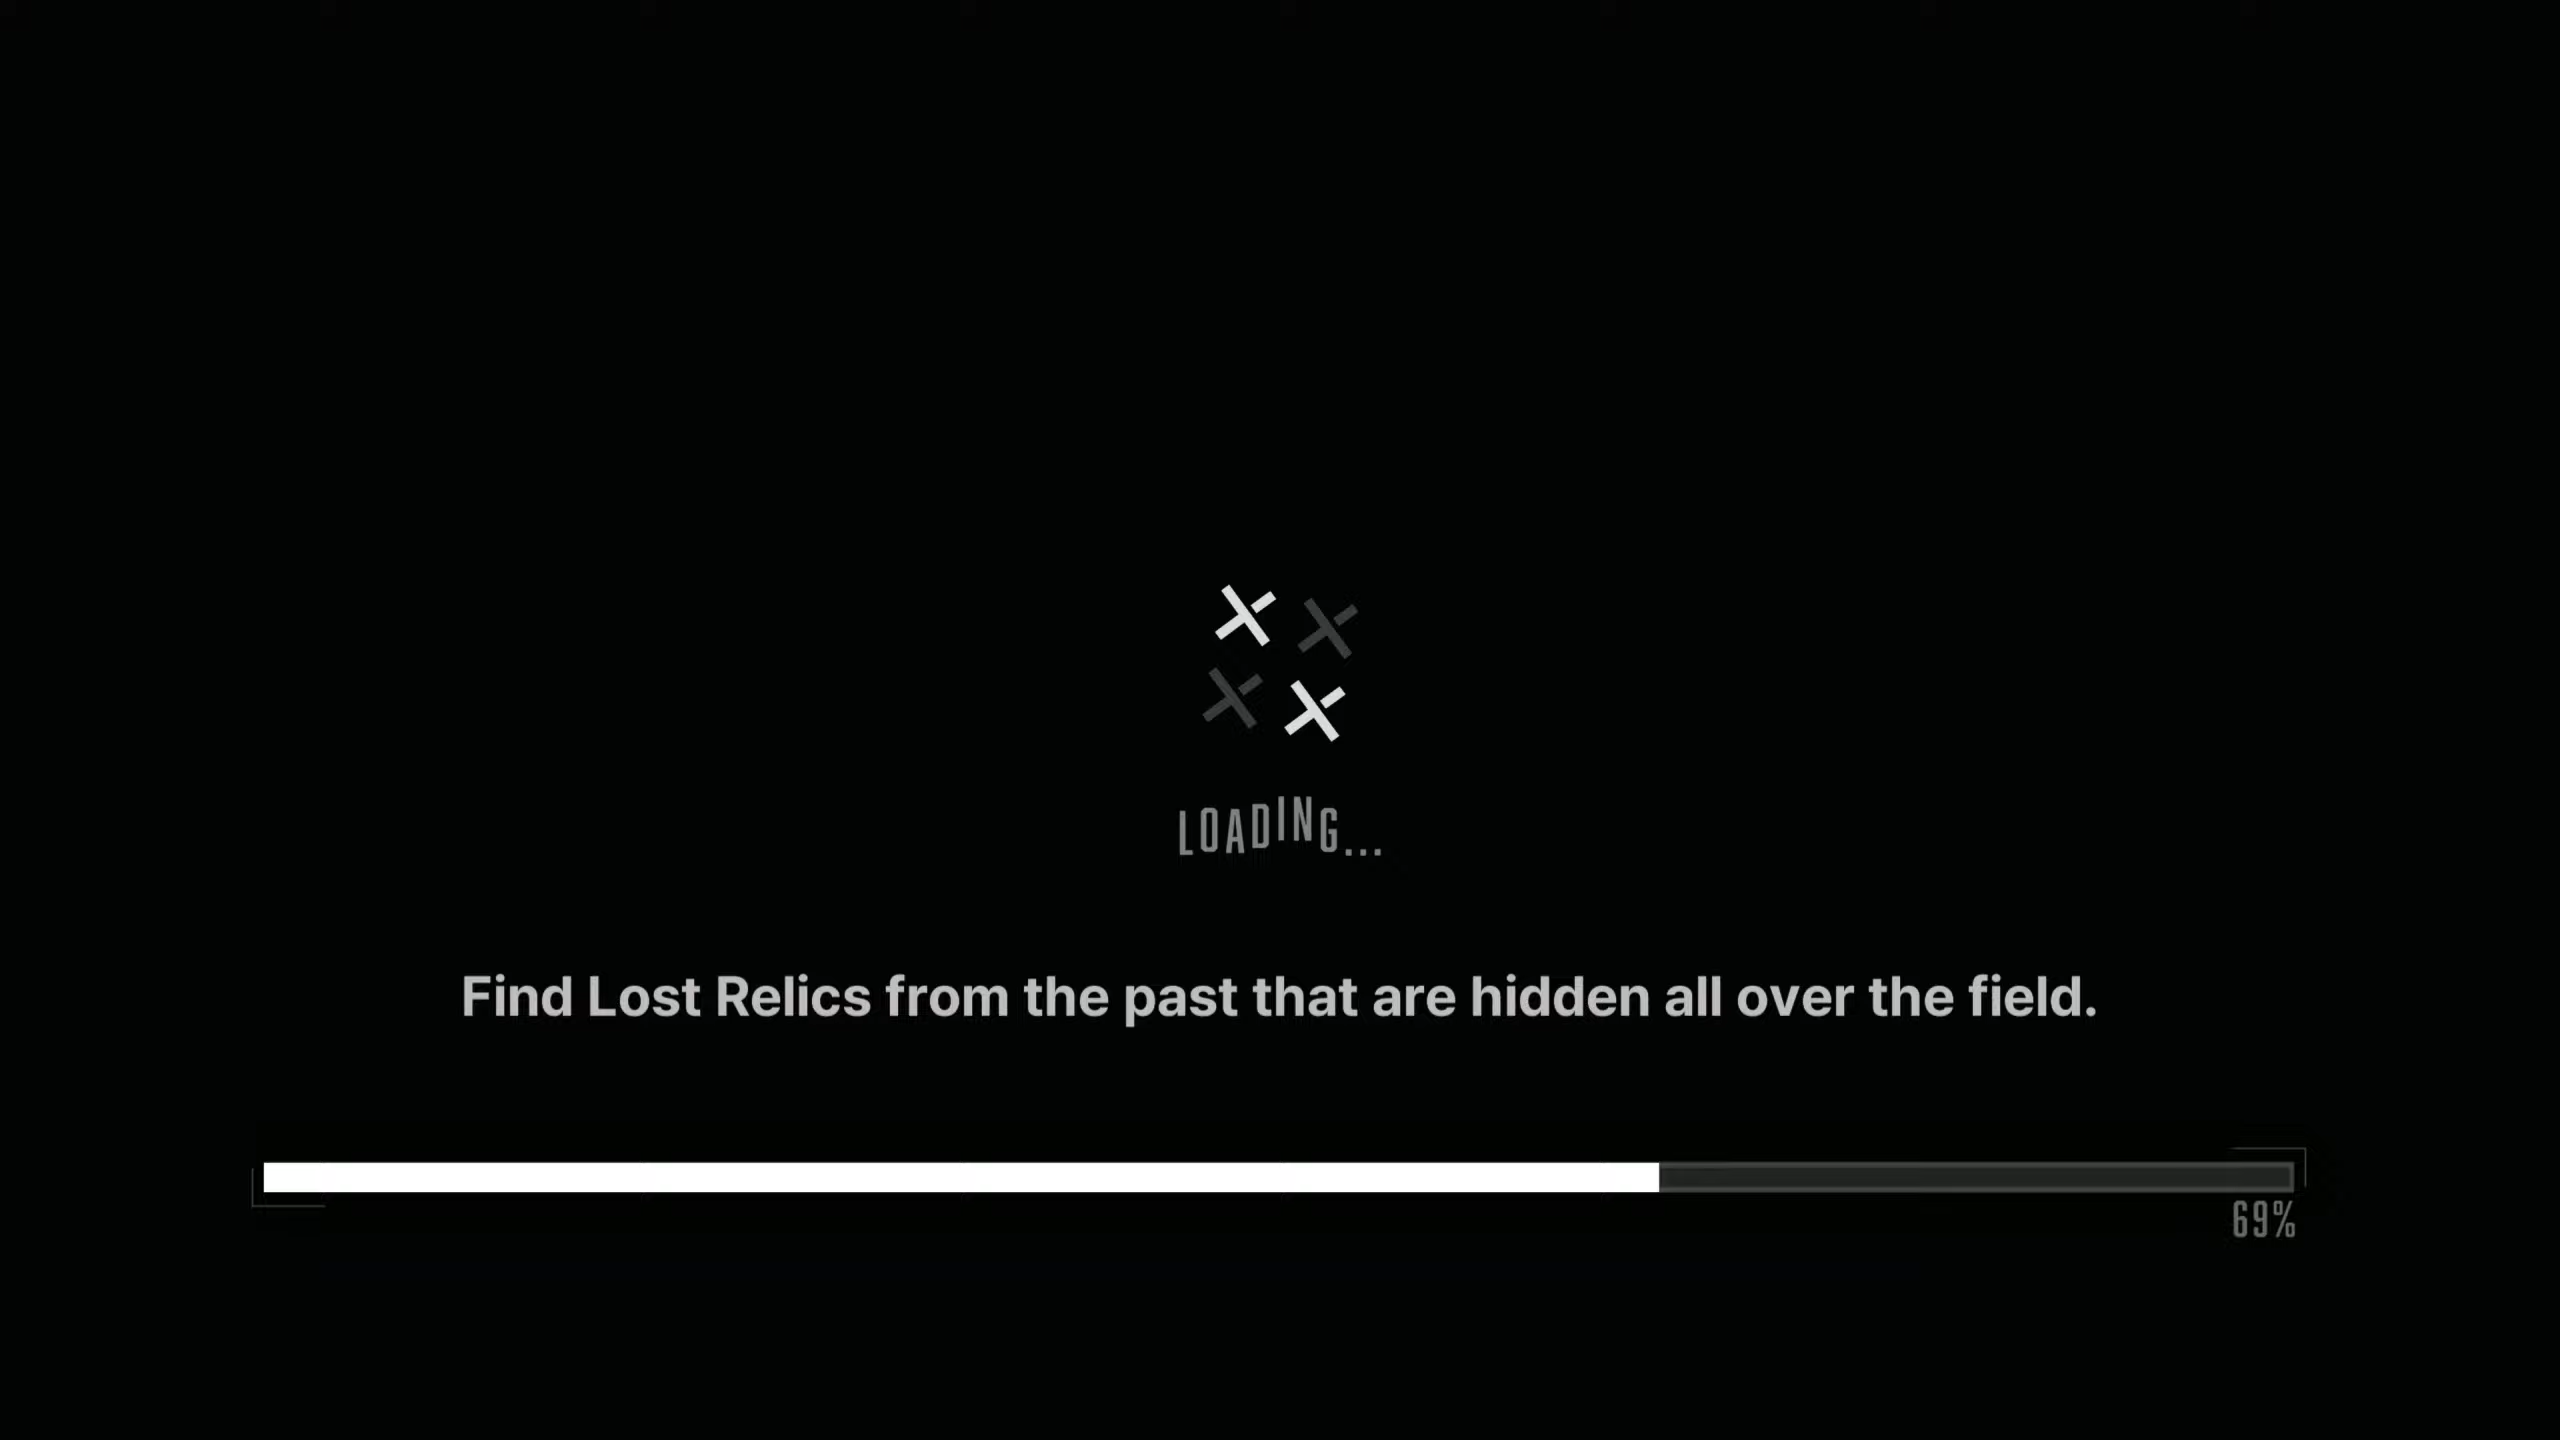 LOADING...
Find Lost Relics from the past that are hidden all over the field.
69%